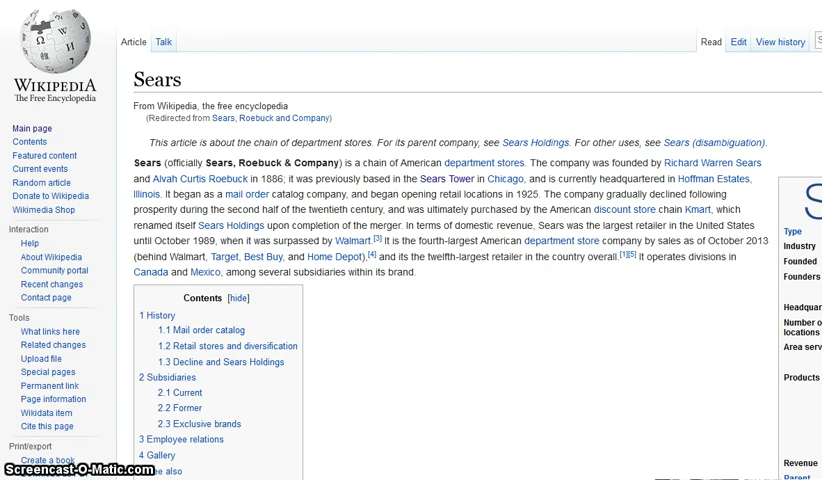 WIKIPEDIA
The Free Encyclopedia
Main page
Contents
Featured content
Current events
Random article
Donate to Wikipedia
Wikimedia Shop
Interaction
Help
About Wikipedia
Community portal
Recent changes
Contact page
Tools
What links here
Related changes
Upload file
Special pages
Permanent link
Page information
Wikidata item
Cite this page
Print/export
Create a book
Screencast-O-Matic.com
Article Talk
Read Edit View history
Sears
From Wikipedia, the free encyclopedia
(Redirected from Sears, Roebuck and Company)
This article is about the chain of department stores. For its parent company, see Sears Holdings. For other uses, see Sears (disambiguation).
Sears (officially Sears, Roebuck & Company) is a chain of American department stores. The company was founded by Richard Warren Sears
and Alvah Curtis Roebuck in 1886; it was previously based in the Sears Tower in Chicago, and is currently headquartered in Hoffman Estates,
Illinois. It began as a mail order catalog company, and began opening retail locations in 1925. The company gradually declined following
prosperity during the second half of the twentieth century, and was ultimately purchased by the American discount store chain Kmart, which
renamed itself Sears Holdings upon completion of the merger. In terms of domestic revenue, Sears was the largest retailer in the United States
until October 1989, when it was surpassed by Walmart.[3] It is the fourth-largest American department store company by sales as of October 2013
(behind Walmart, Target, Best Buy, and Home Depot),[4] and its the twelfth-largest retailer in the country overall.[1][5] It operates divisions in
Canada and Mexico, among several subsidiaries within its brand.
Contents [hide]
1 History
1.1 Mail order catalog
1.2 Retail stores and diversification
1.3 Decline and Sears Holdings
2 Subsidiaries
2.1 Current
2.2 Former
2.3 Exclusive brands
3 Employee relations
4 Gallery
ee also
S
Type
Industry
Founded
Founders
Headquar
Number o
locations
Area serv
Products
Revenue
Parent